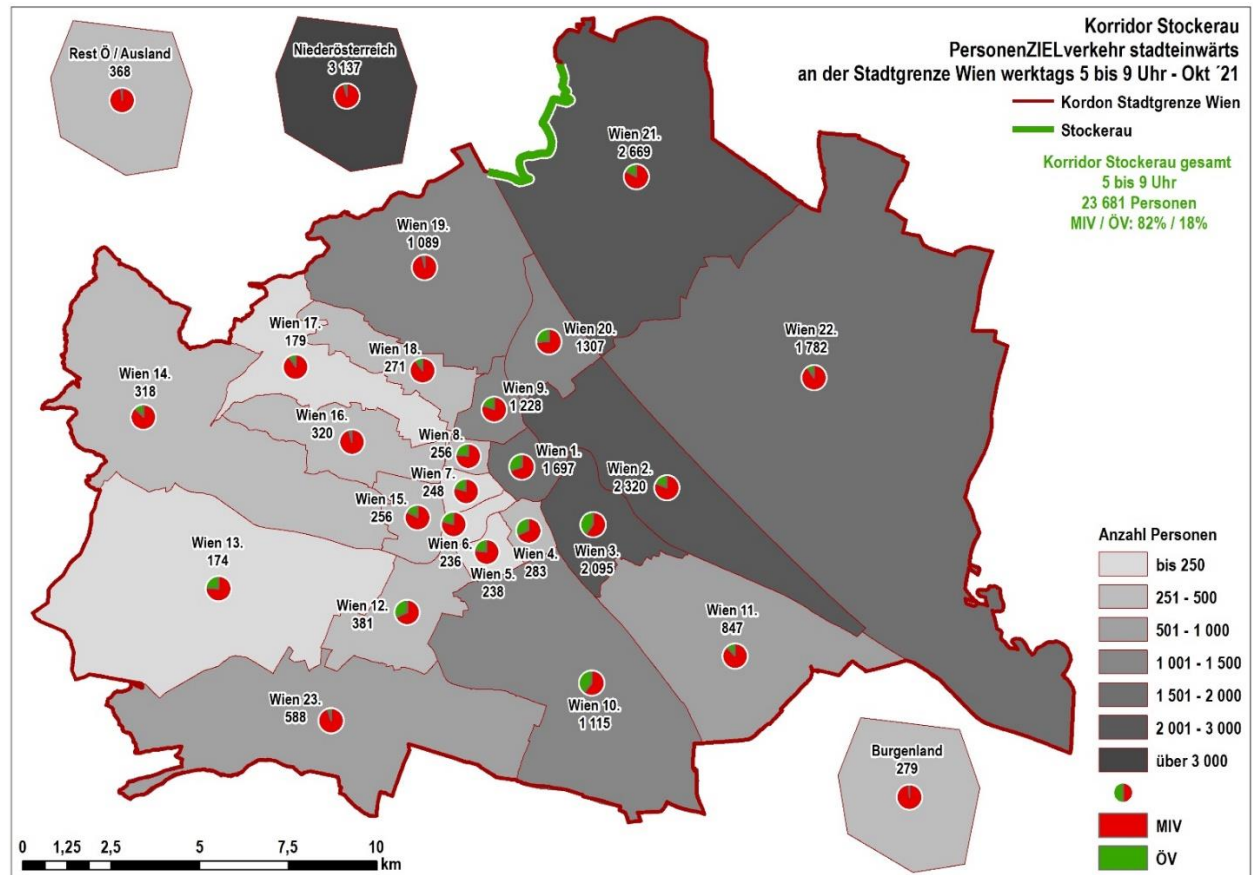 Korridor Stockerau
PersonenZIELverkehr stadteinwärts
an der Stadtgrenze Wien werktags 5 bis 9 Uhr - Okt ´21
Kordon Stadtgrenze Wien
Stockerau
Korridor Stockerau gesamt
5 bis 9 Uhr
23 681 Personen
MIV / ÖV: 82% / 18%
Rest Ö / Ausland
368
Niederösterreich
3 137
Wien 21.
2 669
Wien 19.
1 089
Wien 20.
1307
Wien 22.
1 782
Wien 17.
179
Wien 18.
271
Wien 14.
318
Wien 9.
1 228
Wien 16.
320
Wien 8.
256
Wien 1.
1 697
Wien 7.
248
Wien 2.
2 320
Wien 15.
256
Wien 6.
236
Wien 5.
238
Wien 4.
283
Wien 3.
2 095
Wien 13.
174
Wien 12.
381
Wien 11.
847
Wien 23.
588
Wien 10.
1 115
Burgenland
279
Anzahl Personen
bis 250
251 - 500
501 - 1 000
1 001 - 1 500
1 501 - 2 000
2 001 - 3 000
über 3 000
MIV
ÖV
0 1,25 2,5 5 7,5 10
km